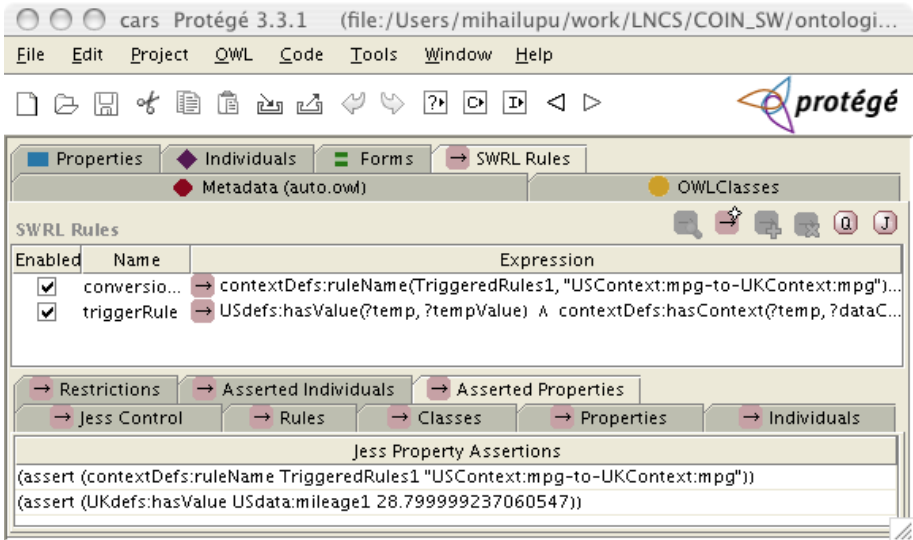 cars Protégé 3.3.1 (file:/Users/mihailupu/work/LNCS/COIN_SW/ontologi...
File Edit Project OWL Code Tools Window Help
protégé
Properties Individuals Forms → SWRL Rules
Metadata (auto.owl) OWLClasses
SWRL Rules Q J
Enabled Name Expression
conversio... → contextDefs:ruleName(TriggeredRules1, "USContext:mpg-to-UKContext:mpg")...
triggerRule → USdefs:hasValue(?temp, ?tempValue) ∧ contextDefs:hasContext(?temp, ?dataC...
→ Restrictions → Asserted Individuals → Asserted Properties
→ Jess Control → Rules → Classes → Properties → Individuals
Jess Property Assertions
(assert (contextDefs:ruleName TriggeredRules1 "USContext:mpg-to-UKContext:mpg"))
(assert (UKdefs:hasValue USdata:mileage1 28.799999237060547))